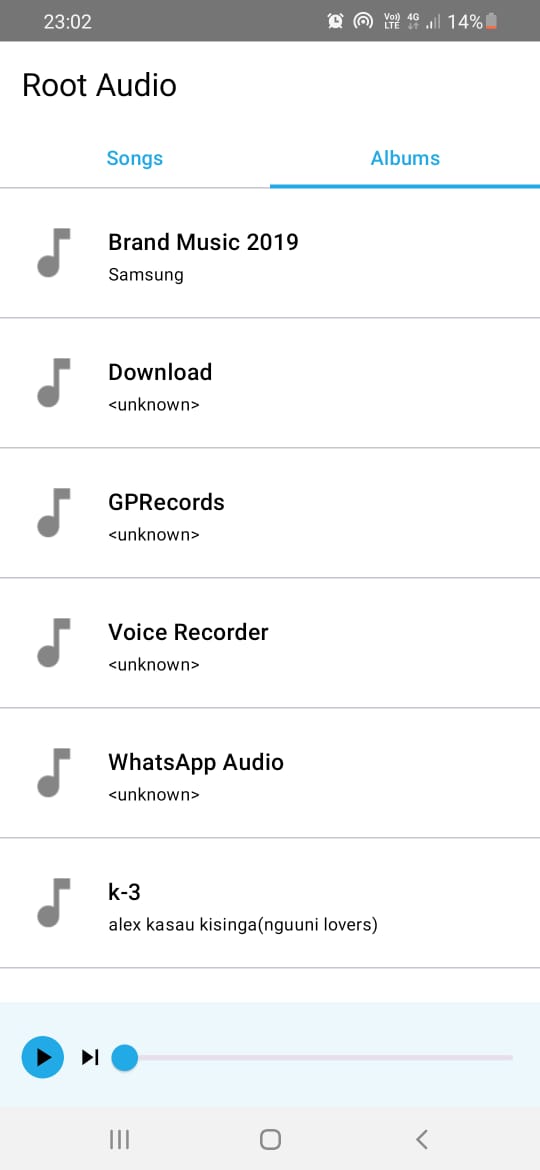 23:02
Vo)) LTE 4G 14%
Root Audio
Songs Albums
Brand Music 2019
Samsung
Download
<unknown>
GPRecords
<unknown>
Voice Recorder
<unknown>
WhatsApp Audio
<unknown>
k-3
alex kasau kisinga(nguuni lovers)